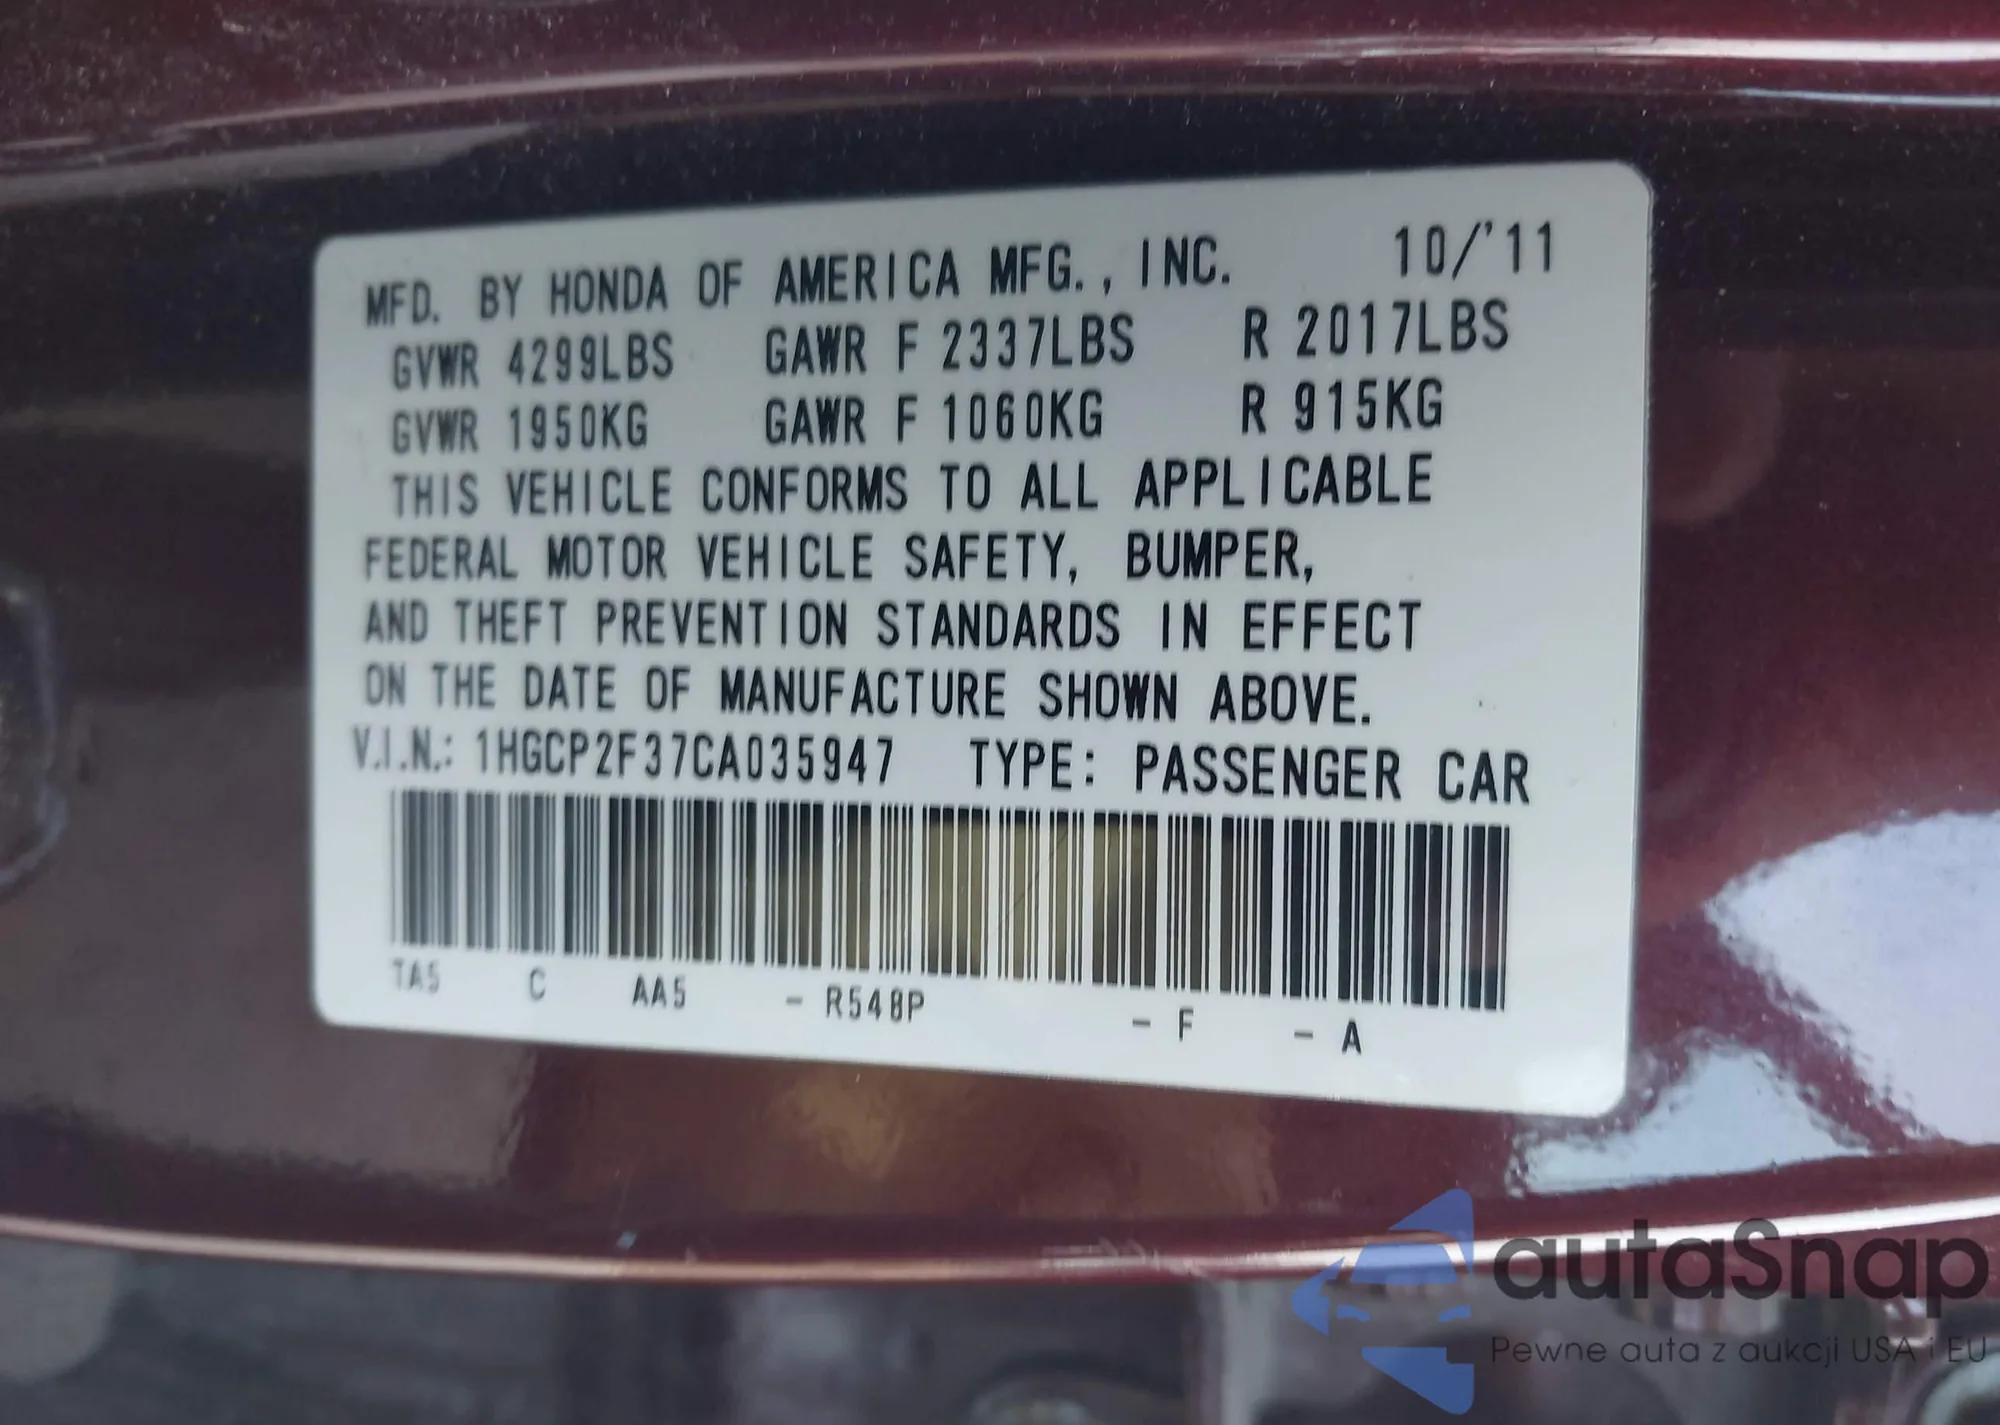 MFD. BY HONDA OF AMERICA MFG., INC. 10/'11
GVWR 4299LBS GAWR F 2337LBS R 2017LBS
GVWR 1950KG GAWR F 1060KG R 915KG
THIS VEHICLE CONFORMS TO ALL APPLICABLE
FEDERAL MOTOR VEHICLE SAFETY, BUMPER,
AND THEFT PREVENTION STANDARDS IN EFFECT
ON THE DATE OF MANUFACTURE SHOWN ABOVE.
V.I.N.: 1HGCP2F37CA035947 TYPE: PASSENGER CAR
TA5 C AA5 - R548P - F - A
autaSnap
Pewne auta z aukcji USA i EU